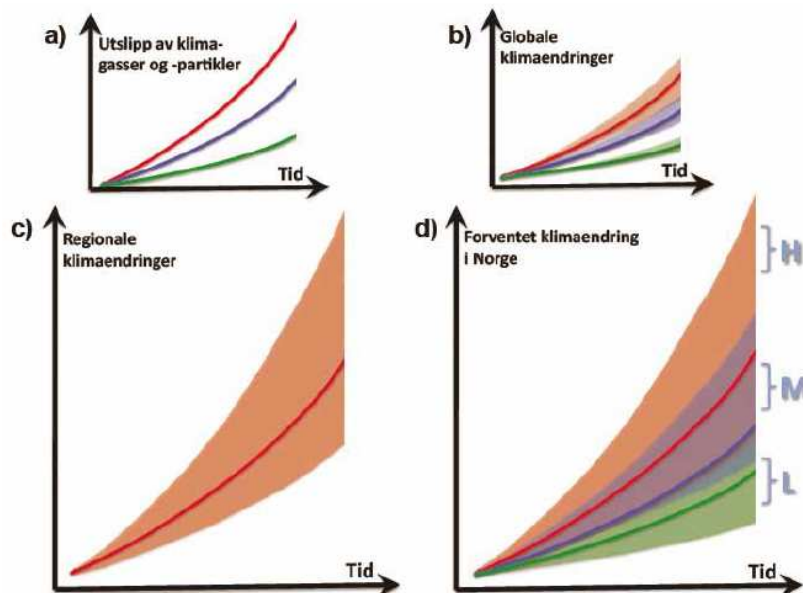 a)
Utslipp av klima-
gasser og -partikler
Tid
b)
Globale
klimaendringer
Tid
c)
Regionale
klimaendringer
Tid
d)
Forventet klimaendring
i Norge
H
M
L
Tid